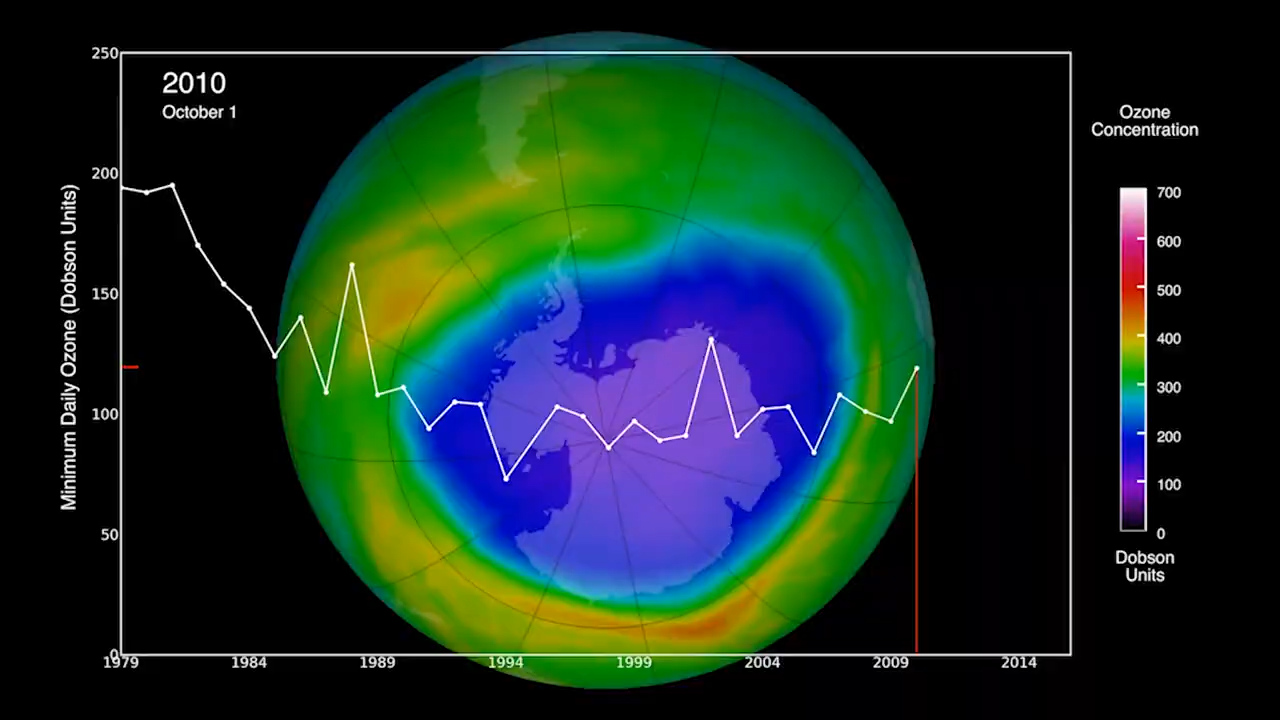 2010
October 1
Minimum Daily Ozone (Dobson Units)
250
200
150
100
50
0
1979 1984 1989 1994 1999 2004 2009 2014
Ozone
Concentration
700
600
500
400
300
200
100
0
Dobson
Units